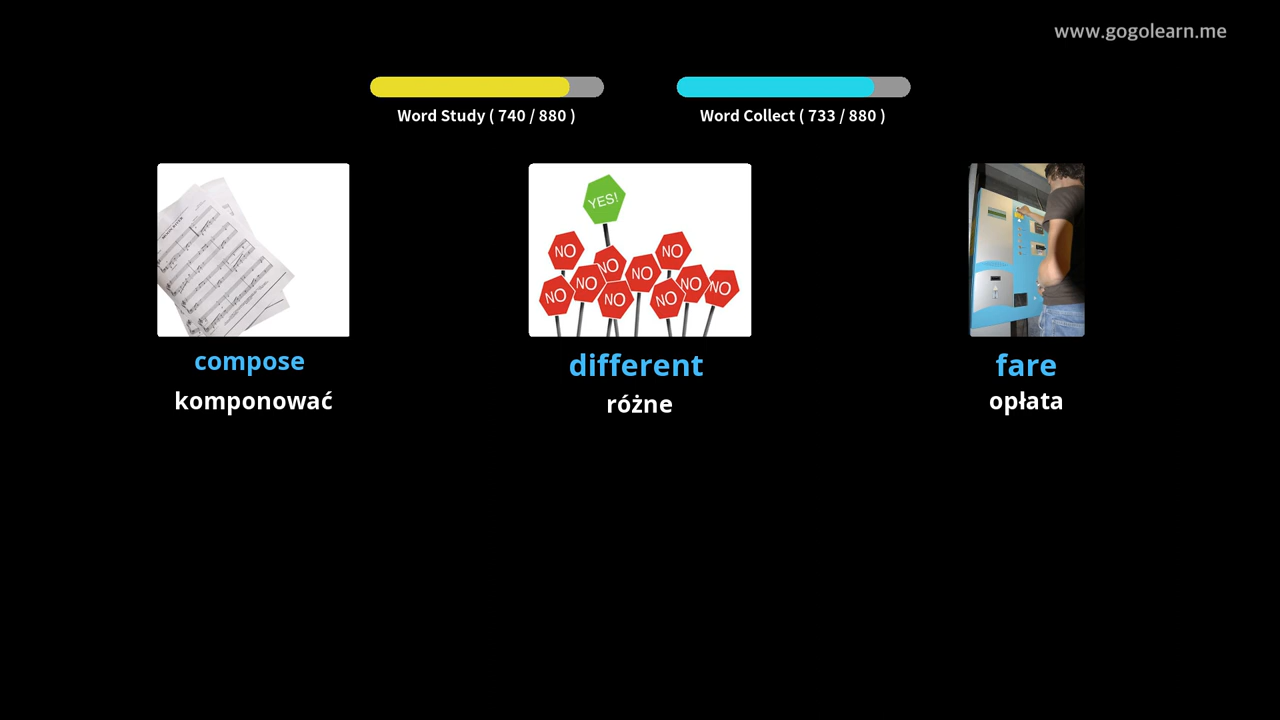 www.gogolearn.me
Word Study ( 740 / 880 )
Word Collect ( 733 / 880 )
YES!
NO
NO
NO
NO
NO
NO
NO
NO
NO
NO
compose
different
fare
komponować
różne
opłata